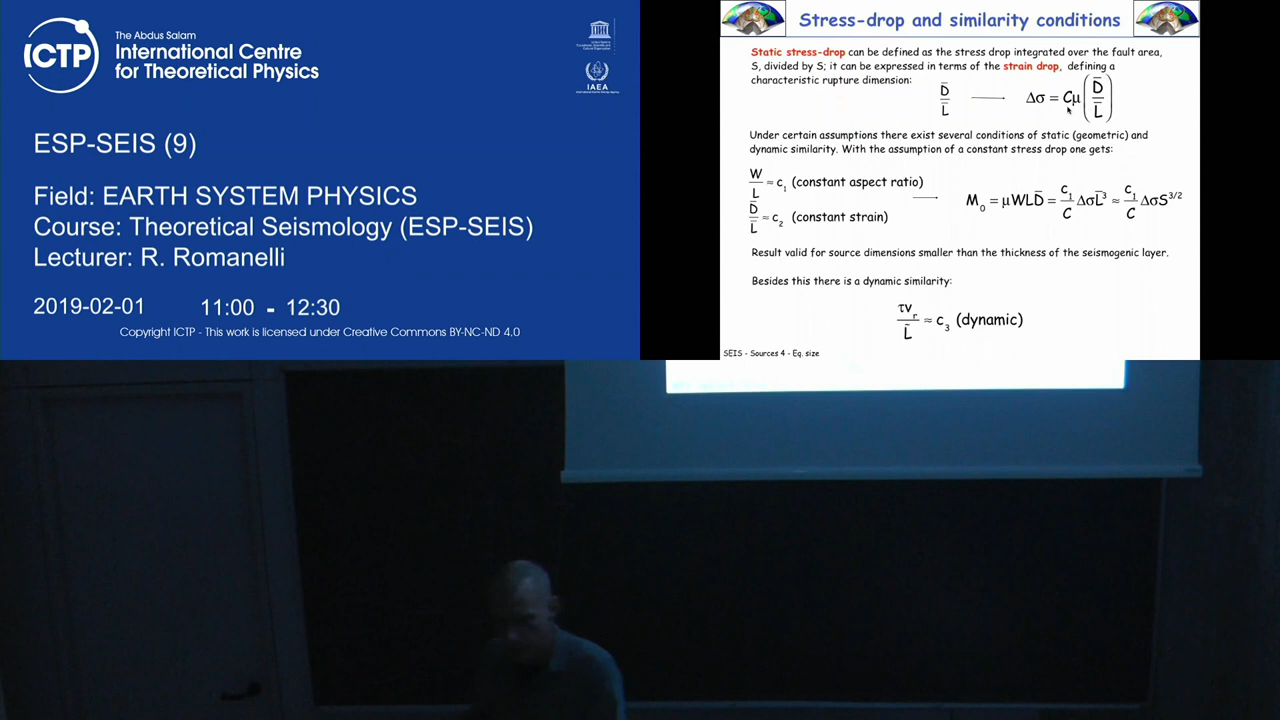 ICTP
The Abdus Salam
International Centre
for Theoretical Physics
IAEA
ESP-SEIS (9)
Field: EARTH SYSTEM PHYSICS
Course: Theoretical Seismology (ESP-SEIS)
Lecturer: R. Romanelli
2019-02-01 11:00 - 12:30
Copyright ICTP - This work is licensed under Creative Commons BY-NC-ND 4.0
Stress-drop and similarity conditions
Static stress-drop can be defined as the stress drop integrated over the fault area,
S, divided by S; it can be expressed in terms of the strain drop, defining a
characteristic rupture dimension:
D̄/L̄ → Δσ = Cμ(D̄/L̄)
Under certain assumptions there exist several conditions of static (geometric) and
dynamic similarity. With the assumption of a constant stress drop one gets:
W/L ≈ c₁ (constant aspect ratio) → M₀ = μWLD̄ = c₁/C ΔσL̄³ ≈ c₁/C ΔσS^3/2
D̄/L ≈ c₂ (constant strain)
Result valid for source dimensions smaller than the thickness of the seismogenic layer.
Besides this there is a dynamic similarity:
τvᵣ/L̄ ≈ c₃ (dynamic)
SEIS - Sources 4 - Eq. size